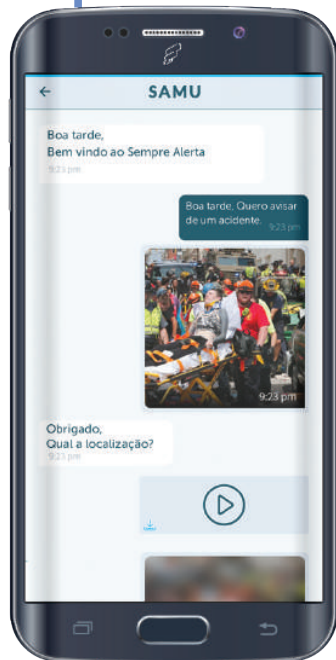 SAMU
Boa tarde,
Bem vindo ao Sempre Alerta
9:23 pm
Boa tarde, Quero avisar
de um acidente.
9:23 pm
9:23 pm
Obrigado,
Qual a localização?
9:23 pm